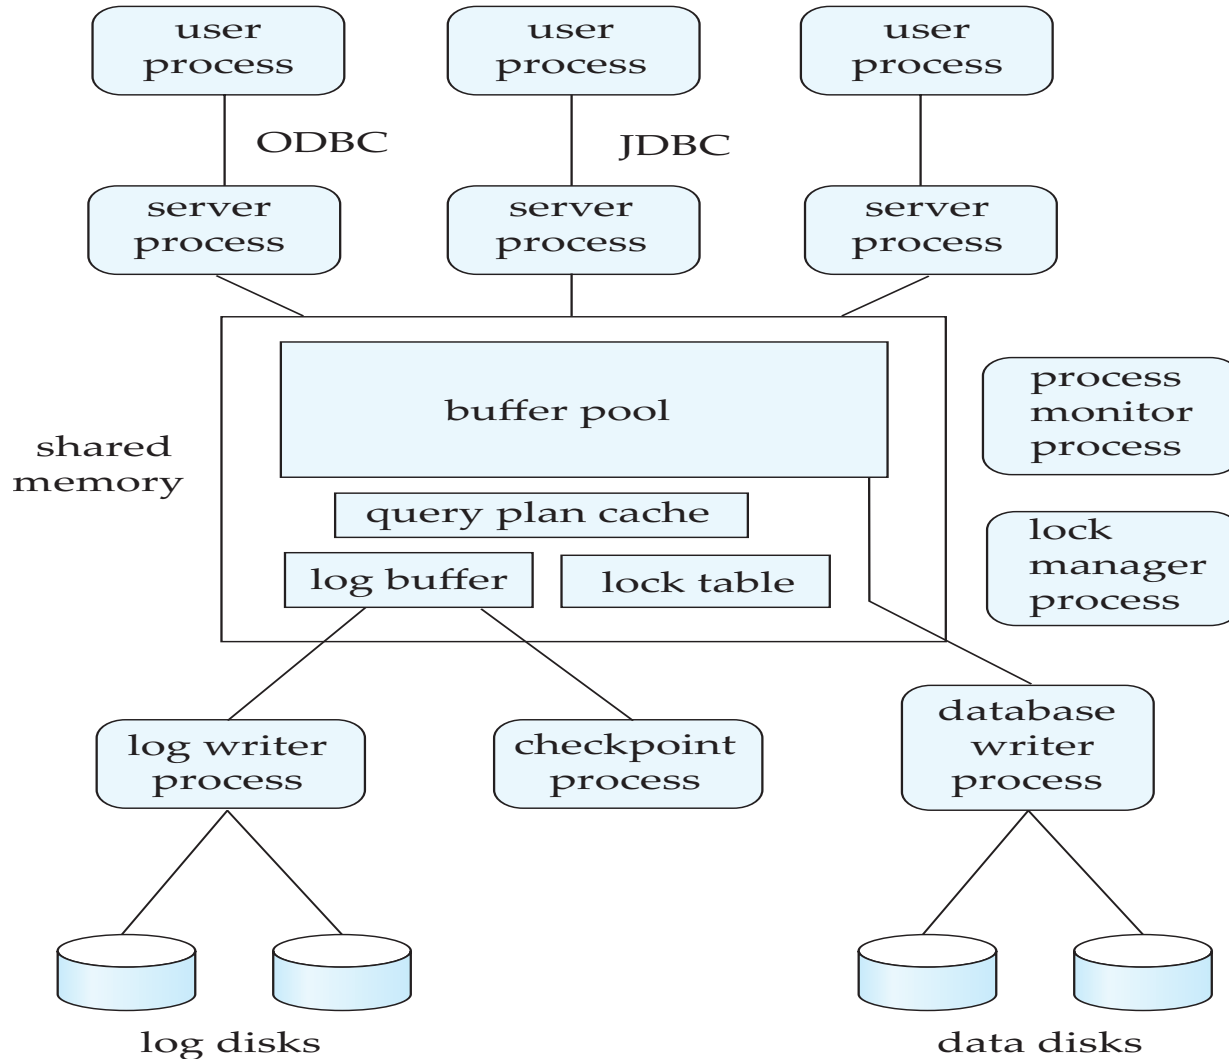 user
process
user
process
user
process
ODBC
JDBC
server
process
server
process
server
process
shared
memory
buffer pool
query plan cache
log buffer
lock table
process
monitor
process
lock
manager
process
log writer
process
checkpoint
process
database
writer
process
log disks
data disks